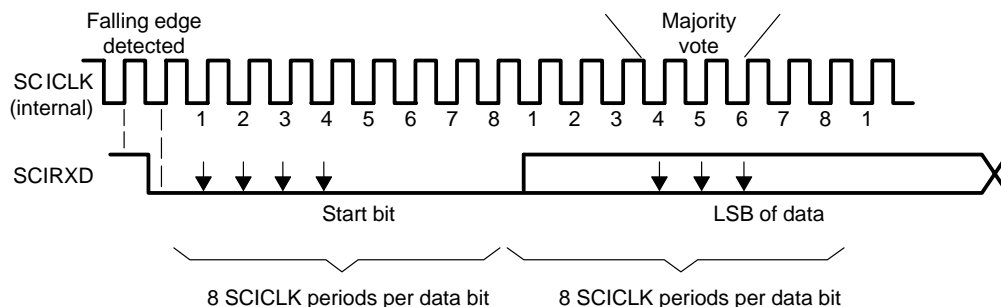 Falling edge
detected
Majority
vote
SCICLK
(internal)
1 2 3 4 5 6 7 8 1 2 3 4 5 6 7 8 1
SCIRXD
Start bit
LSB of data
8 SCICLK periods per data bit
8 SCICLK periods per data bit